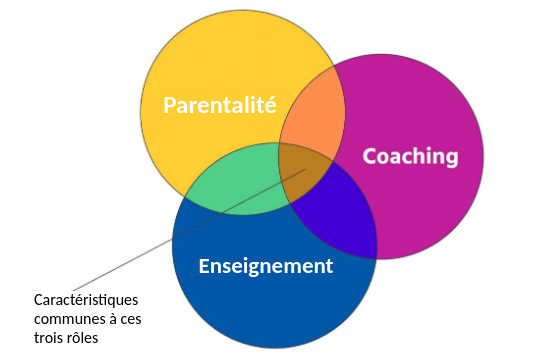 Parentalité
Coaching
Enseignement
Caractéristiques
communes à ces
trois rôles